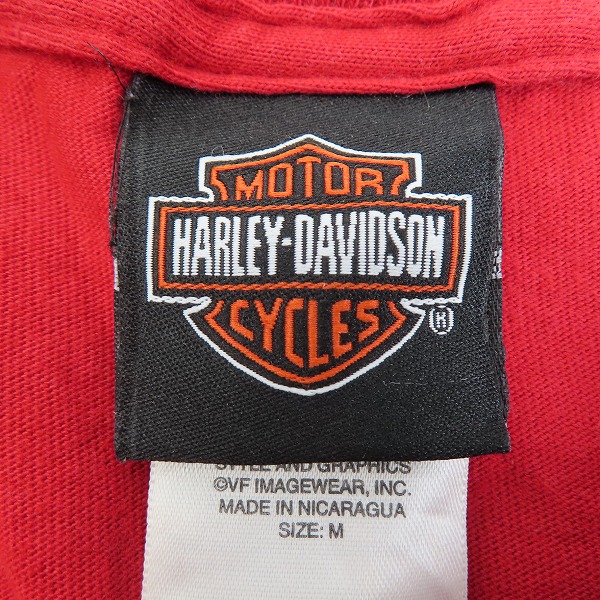 MOTOR
HARLEY-DAVIDSON
CYCLES
®
STYLE AND GRAPHICS
©VF IMAGEWEAR, INC.
MADE IN NICARAGUA
SIZE: M